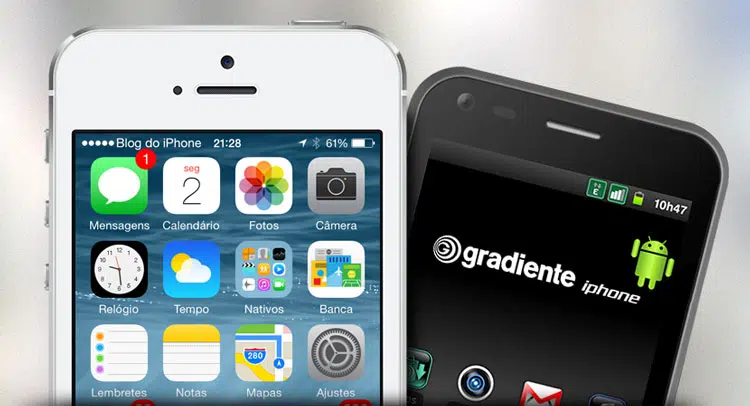 ●●●●● Blog do iPhone 21:28 61%
1
seg
2
Mensagens Calendário Fotos Câmera
Relógio Tempo Nativos Banca
280
Lembretes Notas Mapas Ajustes
E 10h47
G gradiente iphone